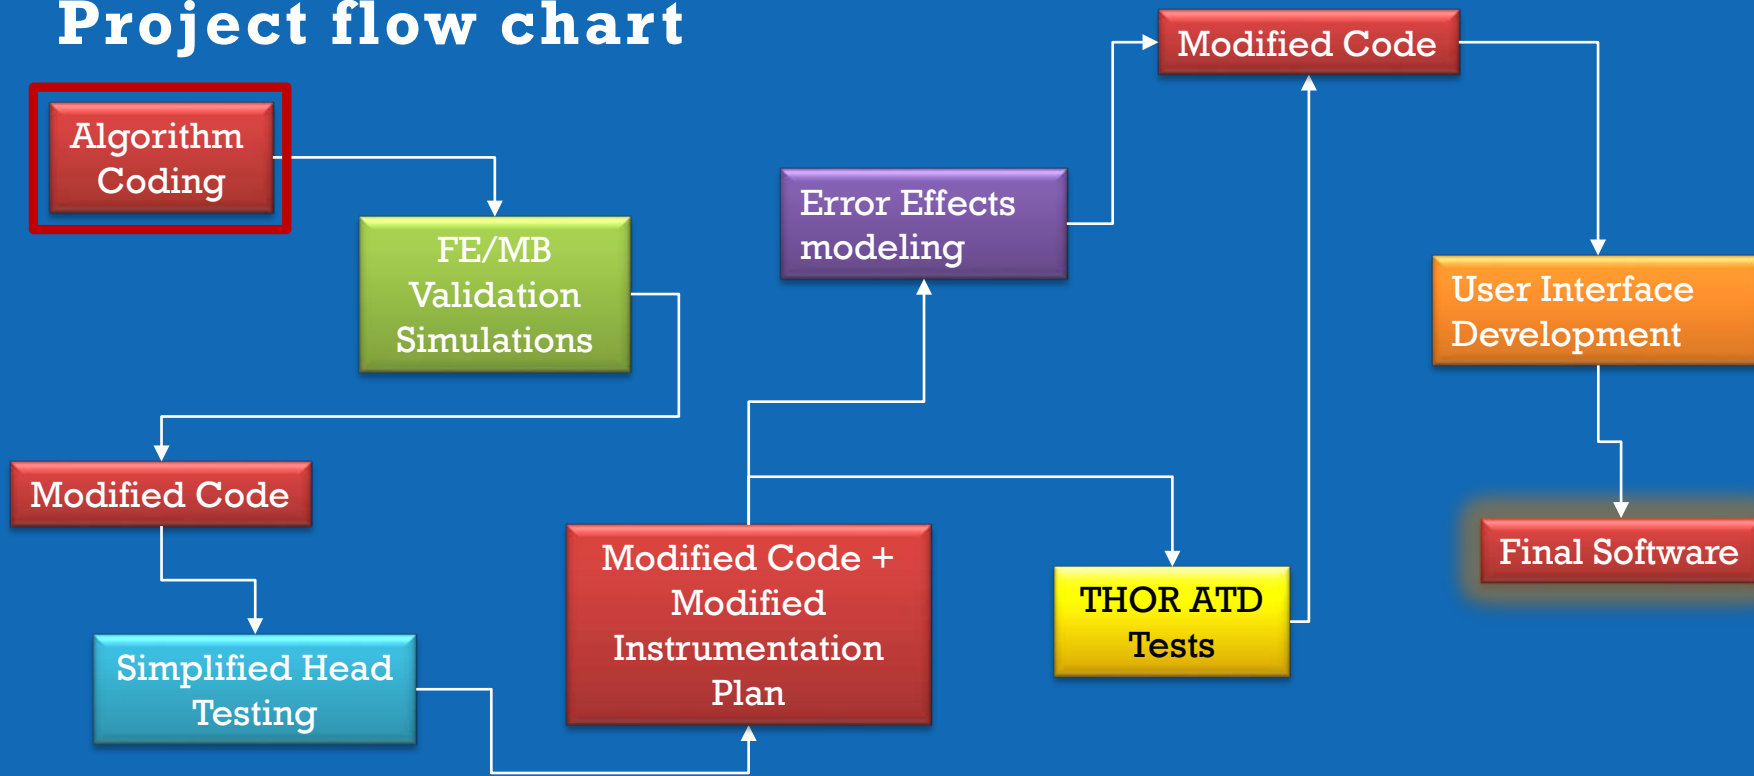 Project flow chart
Algorithm
Coding
FE/MB
Validation
Simulations
Modified Code
Simplified Head
Testing
Modified Code +
Modified
Instrumentation
Plan
Error Effects
modeling
THOR ATD
Tests
Modified Code
User Interface
Development
Final Software